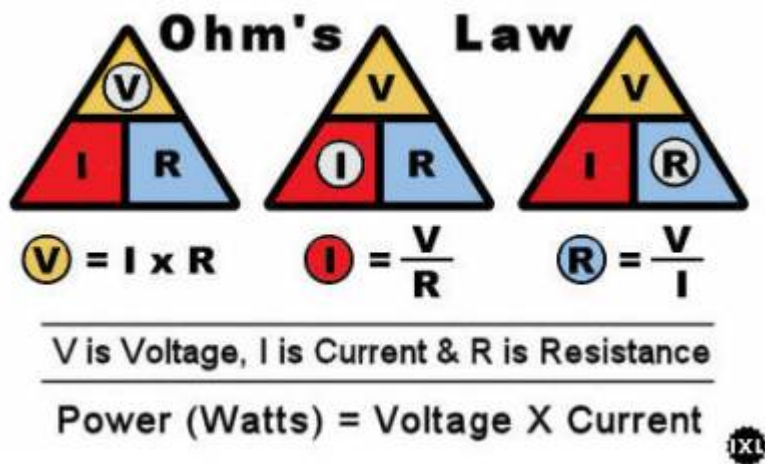 Ohm's Law
V V V
I R I R I R
V = I x R I = V/R R = V/I
V is Voltage, I is Current & R is Resistance
Power (Watts) = Voltage X Current
IXL